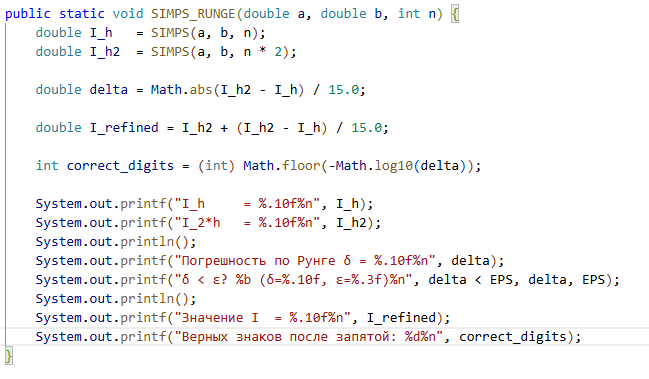 public static void SIMPS_RUNGE(double a, double b, int n) {
double I_h   = SIMPS(a, b, n);
double I_h2  = SIMPS(a, b, n * 2);
double delta = Math.abs(I_h2 - I_h) / 15.0;
double I_refined = I_h2 + (I_h2 - I_h) / 15.0;
int correct_digits = (int) Math.floor(-Math.log10(delta));
System.out.printf("I_h     = %.10f%n", I_h);
System.out.printf("I_2*h   = %.10f%n", I_h2);
System.out.println();
System.out.printf("Погрешность по Рунге δ = %.10f%n", delta);
System.out.printf("δ < ε? %b (δ=%.10f, ε=%.3f)%n", delta < EPS, delta, EPS);
System.out.println();
System.out.printf("Значение I  = %.10f%n", I_refined);
System.out.printf("Верных знаков после запятой: %d%n", correct_digits);
}